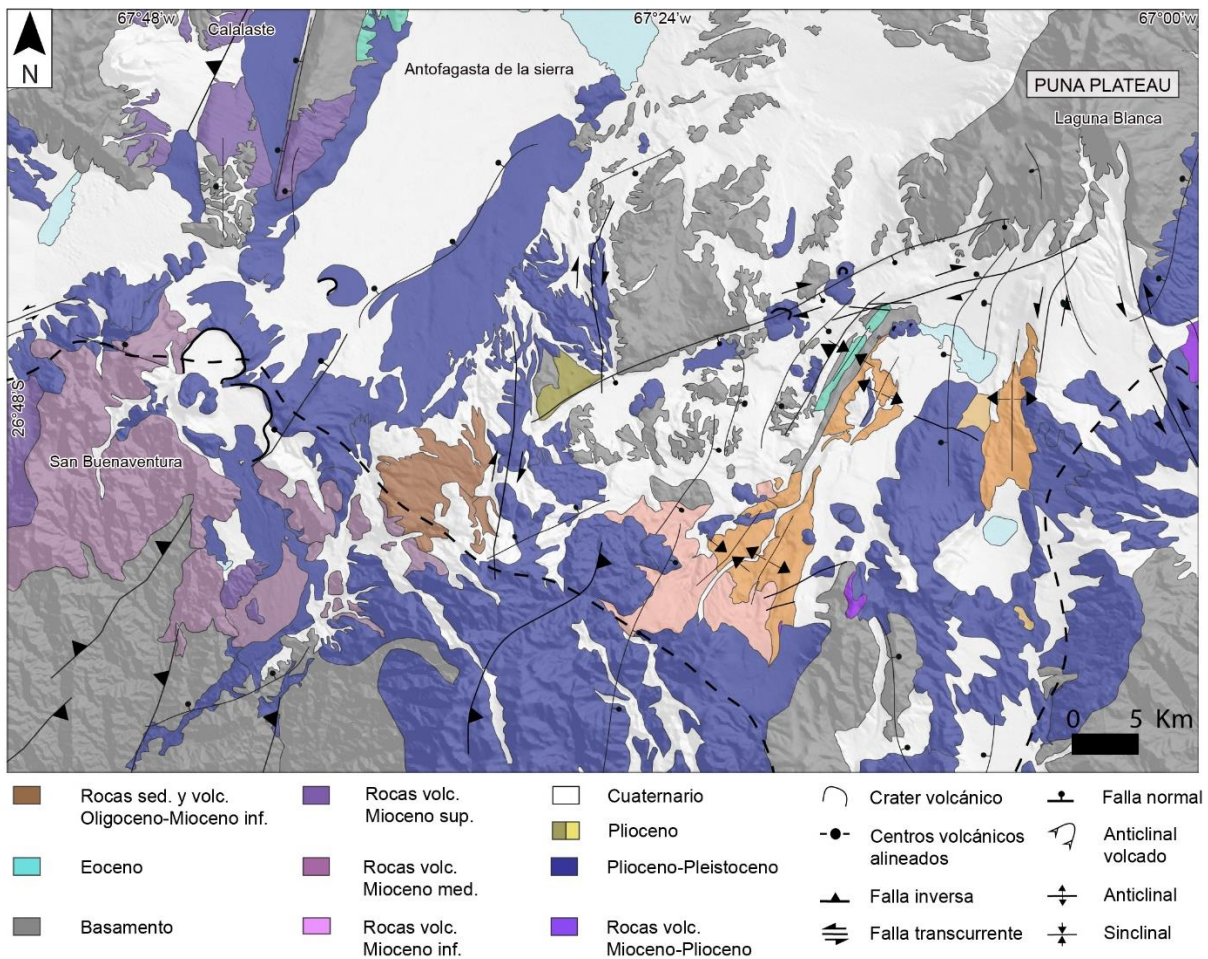 67°48'w
67°24'w
67°00'w
Calalaste
N
Antofagasta de la sierra
PUNA PLATEAU
Laguna Blanca
26°48'S
San Buenaventura
0 5 Km
Rocas sed. y volc.
Oligoceno-Mioceno inf.
Eoceno
Basamento
Rocas volc.
Mioceno sup.
Rocas volc.
Mioceno med.
Rocas volc.
Mioceno inf.
Cuaternario
Plioceno
Plioceno-Pleistoceno
Rocas volc.
Mioceno-Plioceno
Crater volcánico
Centros volcánicos
alineados
Falla inversa
Falla transcurrente
Falla normal
Anticlinal
volcado
Anticlinal
Sinclinal